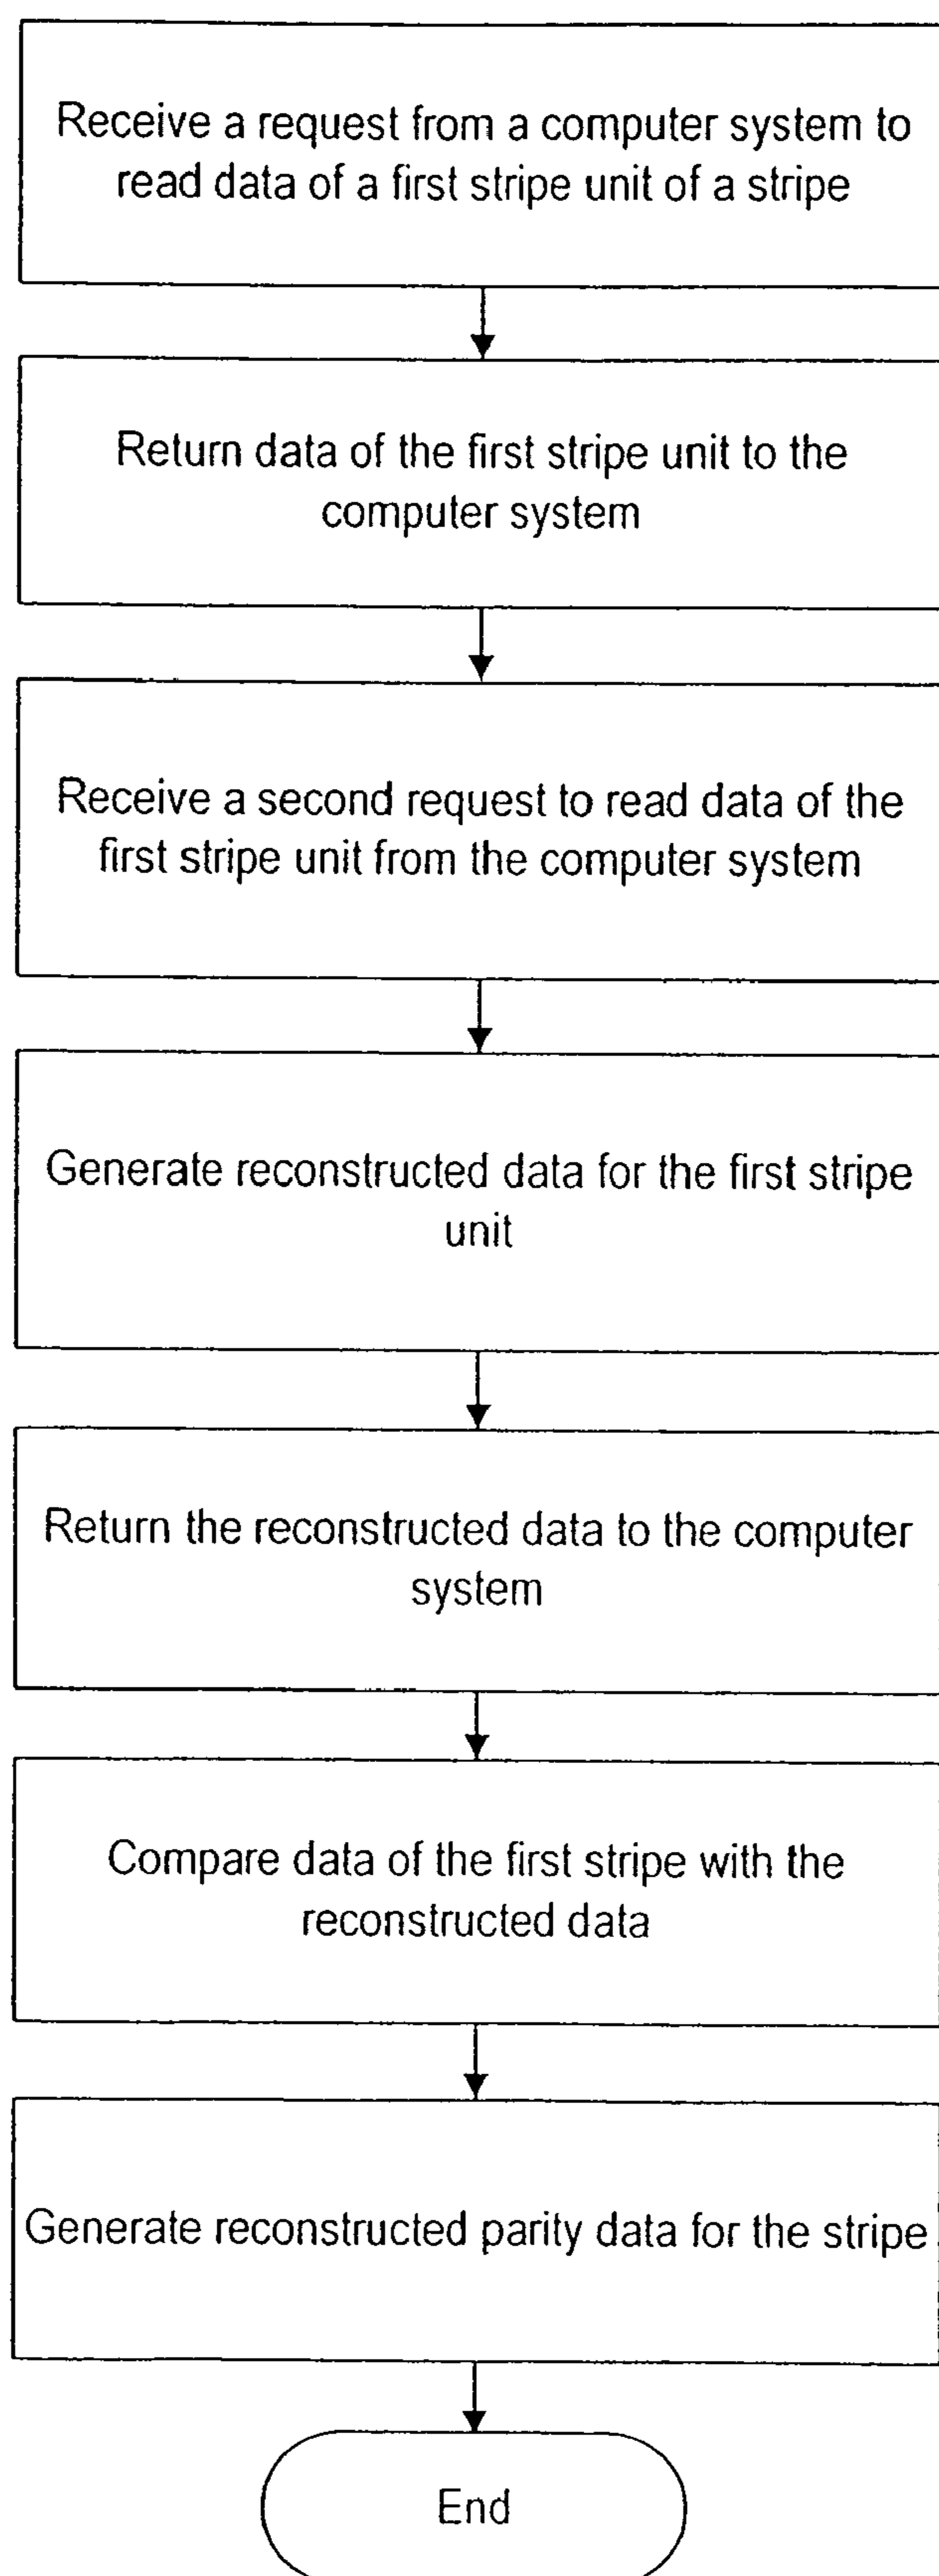 Receive a request from a computer system to
read data of a first stripe unit of a stripe
Return data of the first stripe unit to the
computer system
Receive a second request to read data of the
first stripe unit from the computer system
Generate reconstructed data for the first stripe
unit
Return the reconstructed data to the computer
system
Compare data of the first stripe with the
reconstructed data
Generate reconstructed parity data for the stripe
End